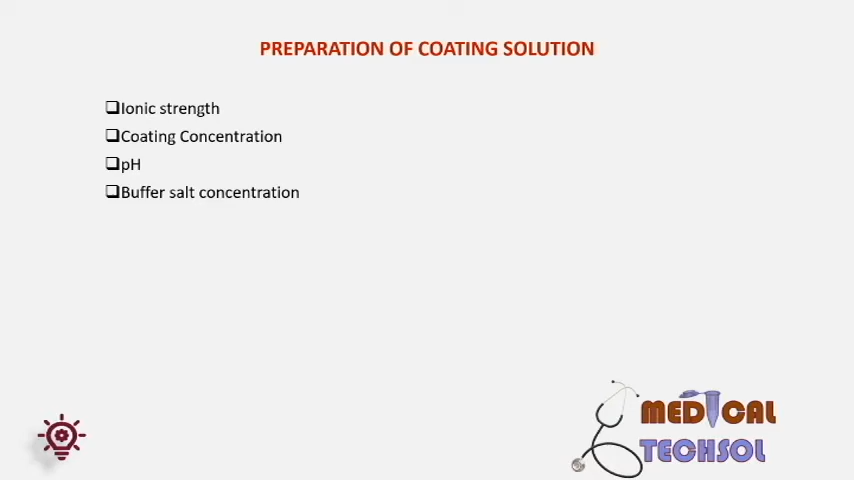 PREPARATION OF COATING SOLUTION
❑Ionic strength
❑Coating Concentration
❑pH
❑Buffer salt concentration
MEDICAL
TECHSOL